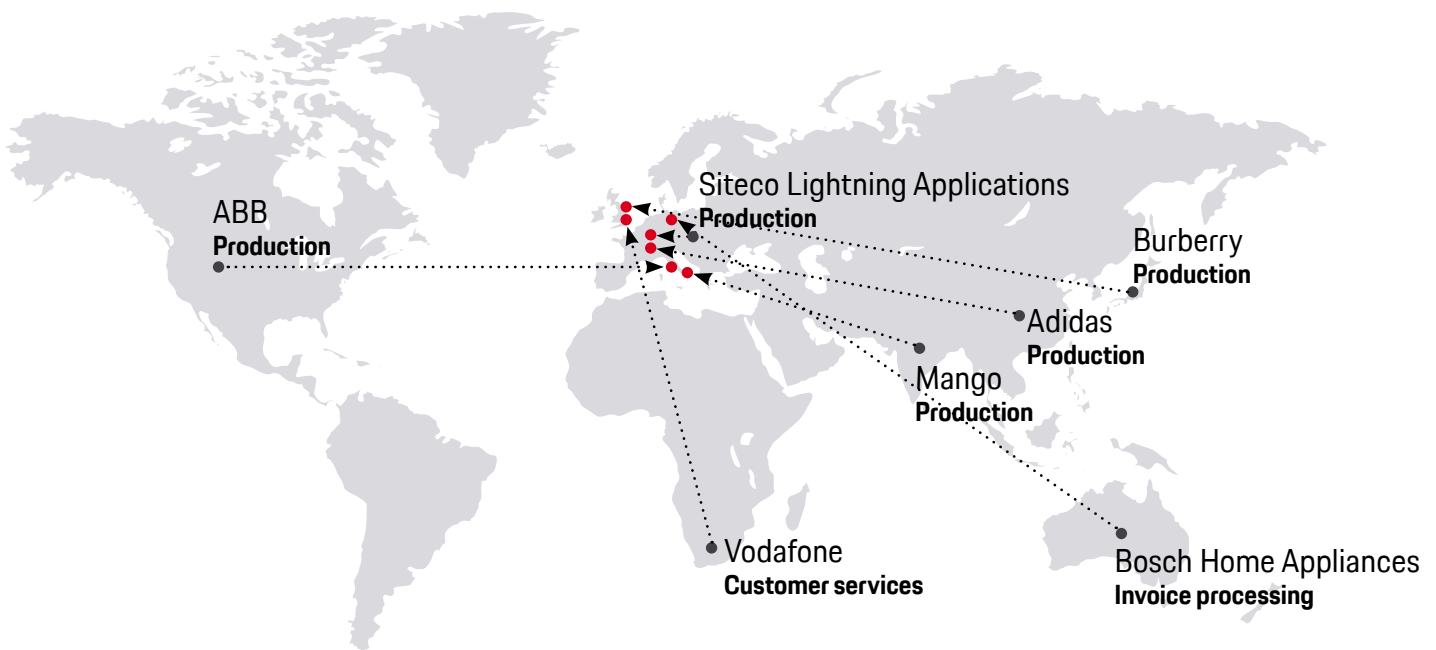 Siteco Lightning Applications
Production
ABB
Production
Burberry
Production
Adidas
Production
Mango
Production
Vodafone
Customer services
Bosch Home Appliances
Invoice processing